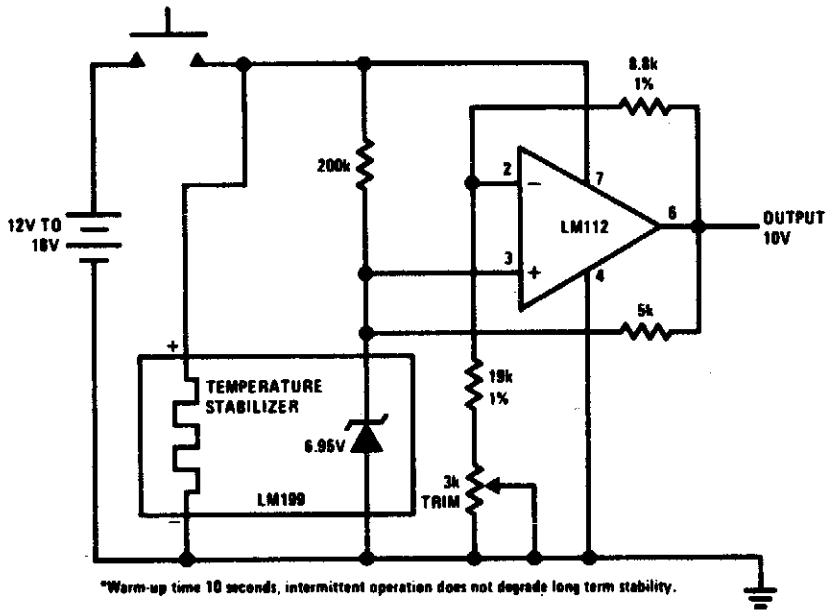 8.8k
1%
200k
2
7
LM112
6
OUTPUT
10V
12V TO
18V
3
4
5k
+
TEMPERATURE
STABILIZER
19k
1%
6.95V
3k
TRIM
LM199
–
*Warm-up time 10 seconds, intermittent operation does not degrade long term stability.